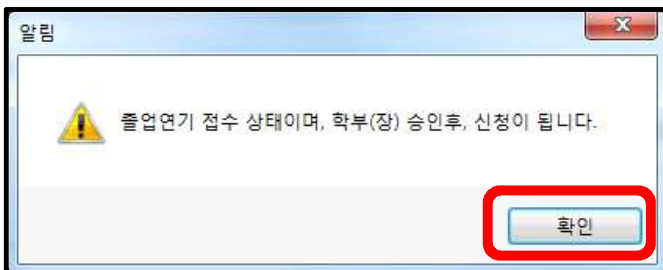 알림
졸업연기 접수 상태이며, 학부(장) 승인후, 신청이 됩니다.
확인